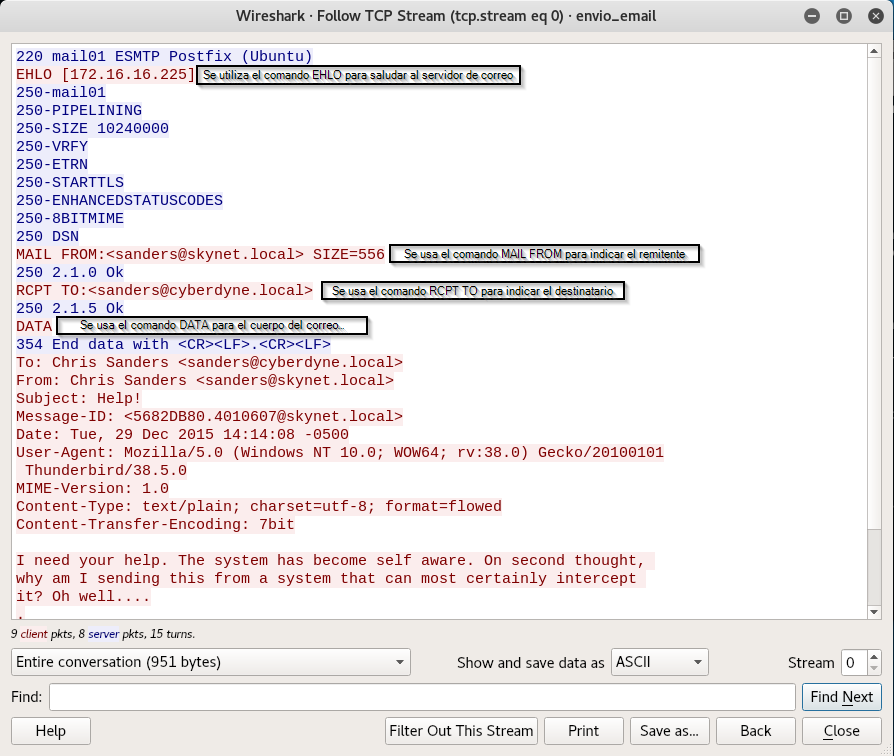 Wireshark · Follow TCP Stream (tcp.stream eq 0) · envio_email
220 mail01 ESMTP Postfix (Ubuntu)
EHLO [172.16.16.225] Se utiliza el comando EHLO para saludar al servidor de correo
250-mail01
250-PIPELINING
250-SIZE 10240000
250-VRFY
250-ETRN
250-STARTTLS
250-ENHANCEDSTATUSCODES
250-8BITMIME
250 DSN
MAIL FROM:<sanders@skynet.local> SIZE=556 Se usa el comando MAIL FROM para indicar el remitente
250 2.1.0 Ok
RCPT TO:<sanders@cyberdyne.local> Se usa el comando RCPT TO para indicar el destinatario
250 2.1.5 Ok
DATA Se usa el comando DATA para el cuerpo del correo...
354 End data with <CR><LF>.<CR><LF>
To: Chris Sanders <sanders@cyberdyne.local>
From: Chris Sanders <sanders@skynet.local>
Subject: Help!
Message-ID: <5682DB80.4010607@skynet.local>
Date: Tue, 29 Dec 2015 14:14:08 -0500
User-Agent: Mozilla/5.0 (Windows NT 10.0; WOW64; rv:38.0) Gecko/20100101
Thunderbird/38.5.0
MIME-Version: 1.0
Content-Type: text/plain; charset=utf-8; format=flowed
Content-Transfer-Encoding: 7bit
I need your help. The system has become self aware. On second thought,
why am I sending this from a system that can most certainly intercept
it? Oh well....
.
9 client pkts, 8 server pkts, 15 turns.
Entire conversation (951 bytes) Show and save data as ASCII Stream 0
Find: Find Next
Help Filter Out This Stream Print Save as... Back Close